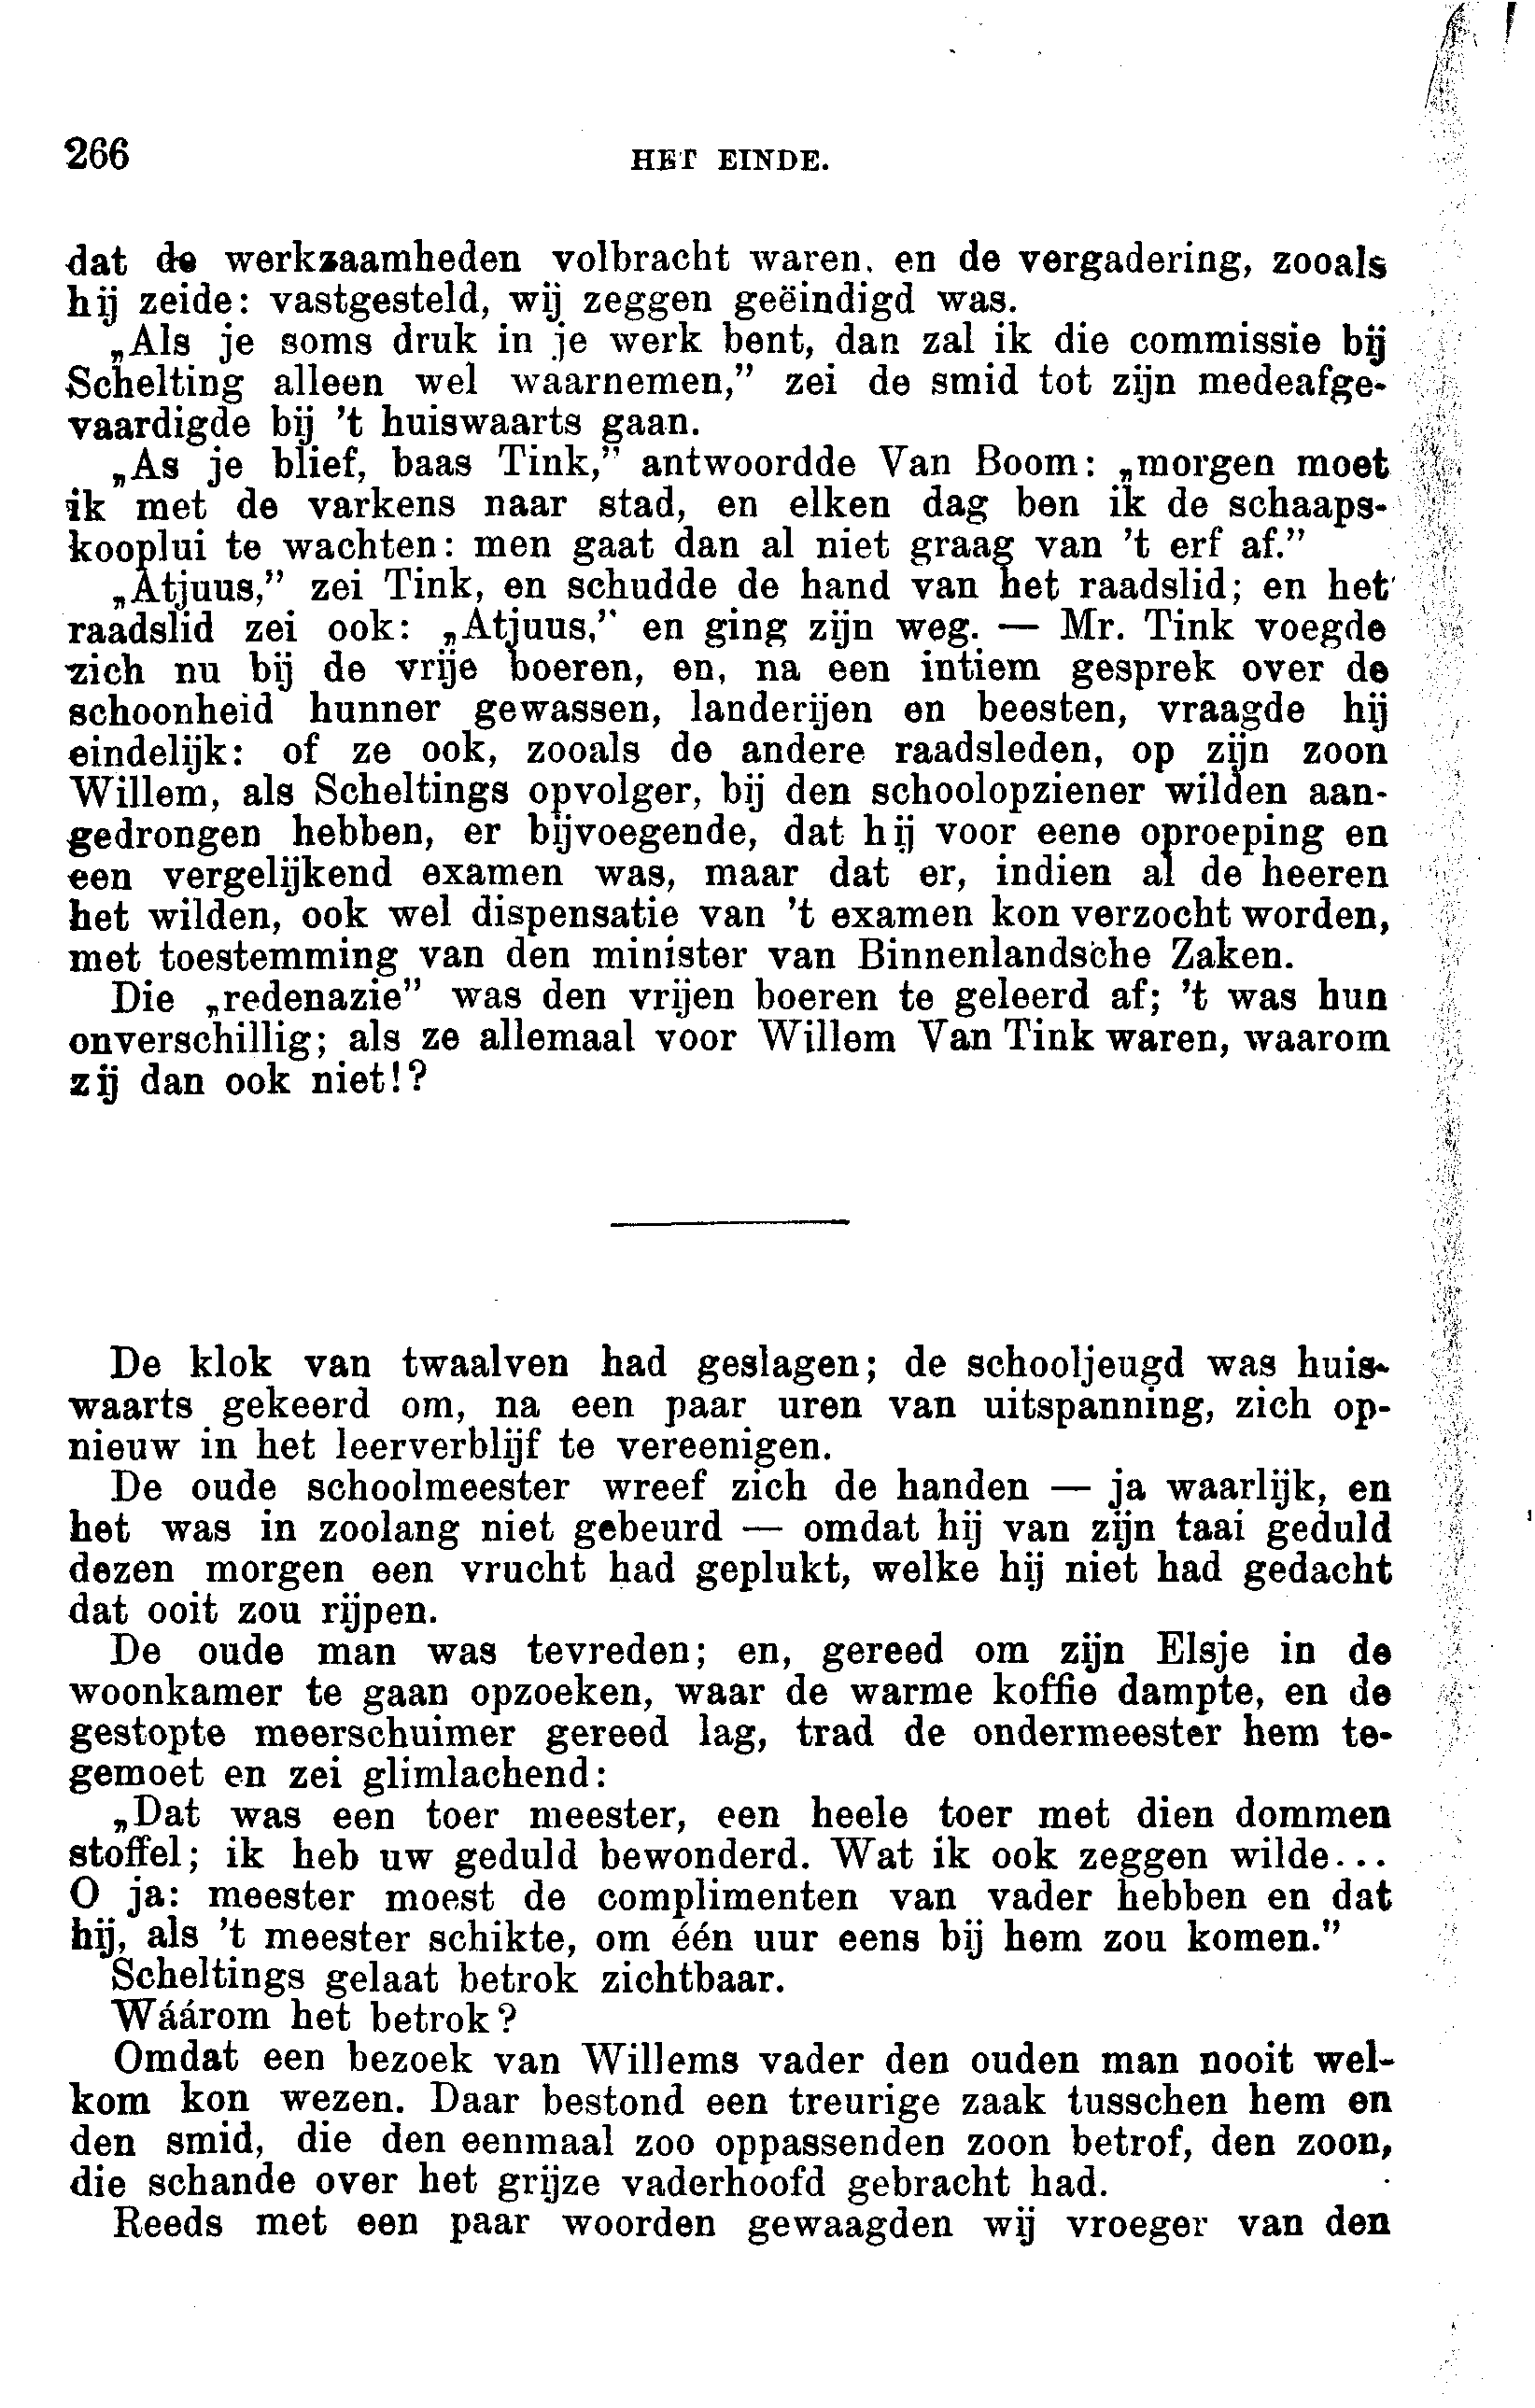 266
HET EINDE.
dat de werkzaamheden volbracht waren, en de vergadering, zooals
hij zeide: vastgesteld, wij zeggen geëindigd was.
„Als je soms druk in je werk bent, dan zal ik die commissie bij
Schelting alleen wel waarnemen,” zei de smid tot zijn medeafge-
vaardigde bij ’t huiswaarts gaan.
„As je blief, baas Tink,” antwoordde Van Boom: „morgen moet
ik met de varkens naar stad, en elken dag ben ik de schaaps-
kooplui te wachten: men gaat dan al niet graag van ’t erf af.”
„Atjuus,” zei Tink, en schudde de hand van het raadslid; en het
raadslid zei ook: „Atjuus,” en ging zijn weg. — Mr. Tink voegde
zich nu bij de vrije boeren, en, na een intiem gesprek over de
schoonheid hunner gewassen, landerijen en beesten, vraagde hij
eindelijk: of ze ook, zooals de andere raadsleden, op zijn zoon
Willem, als Scheltings opvolger, bij den schoolopziener wilden aan-
gedrongen hebben, er bijvoegende, dat hij voor eene oproeping en
een vergelijkend examen was, maar dat er, indien al de heeren
het wilden, ook wel dispensatie van ’t examen kon verzocht worden,
met toestemming van den minister van Binnenlandsche Zaken.
Die „redenazie” was den vrijen boeren te geleerd af; ’t was hun
onverschillig; als ze allemaal voor Willem Van Tink waren, waarom
zij dan ook niet!?
De klok van twaalven had geslagen; de schooljeugd was huis-
waarts gekeerd om, na een paar uren van uitspanning, zich op-
nieuw in het leerverblijf te vereenigen.
De oude schoolmeester wreef zich de handen — ja waarlijk, en
het was in zoolang niet gebeurd — omdat hij van zijn taai geduld
dezen morgen een vrucht had geplukt, welke hij niet had gedacht
dat ooit zou rijpen.
De oude man was tevreden; en, gereed om zijn Elsje in de
woonkamer te gaan opzoeken, waar de warme koffie dampte, en de
gestopte meerschuimer gereed lag, trad de ondermeester hem te-
gemoet en zei glimlachend:
„Dat was een toer meester, een heele toer met dien dommen
stoffel; ik heb uw geduld bewonderd. Wat ik ook zeggen wilde...
O ja: meester moest de complimenten van vader hebben en dat
hij, als ’t meester schikte, om één uur eens bij hem zou komen.”
Scheltings gelaat betrok zichtbaar.
Wáárom het betrok?
Omdat een bezoek van Willems vader den ouden man nooit wel-
kom kon wezen. Daar bestond een treurige zaak tusschen hem en
den smid, die den eenmaal zoo oppassenden zoon betrof, den zoon,
die schande over het grijze vaderhoofd gebracht had.
Reeds met een paar woorden gewaagden wij vroeger van den